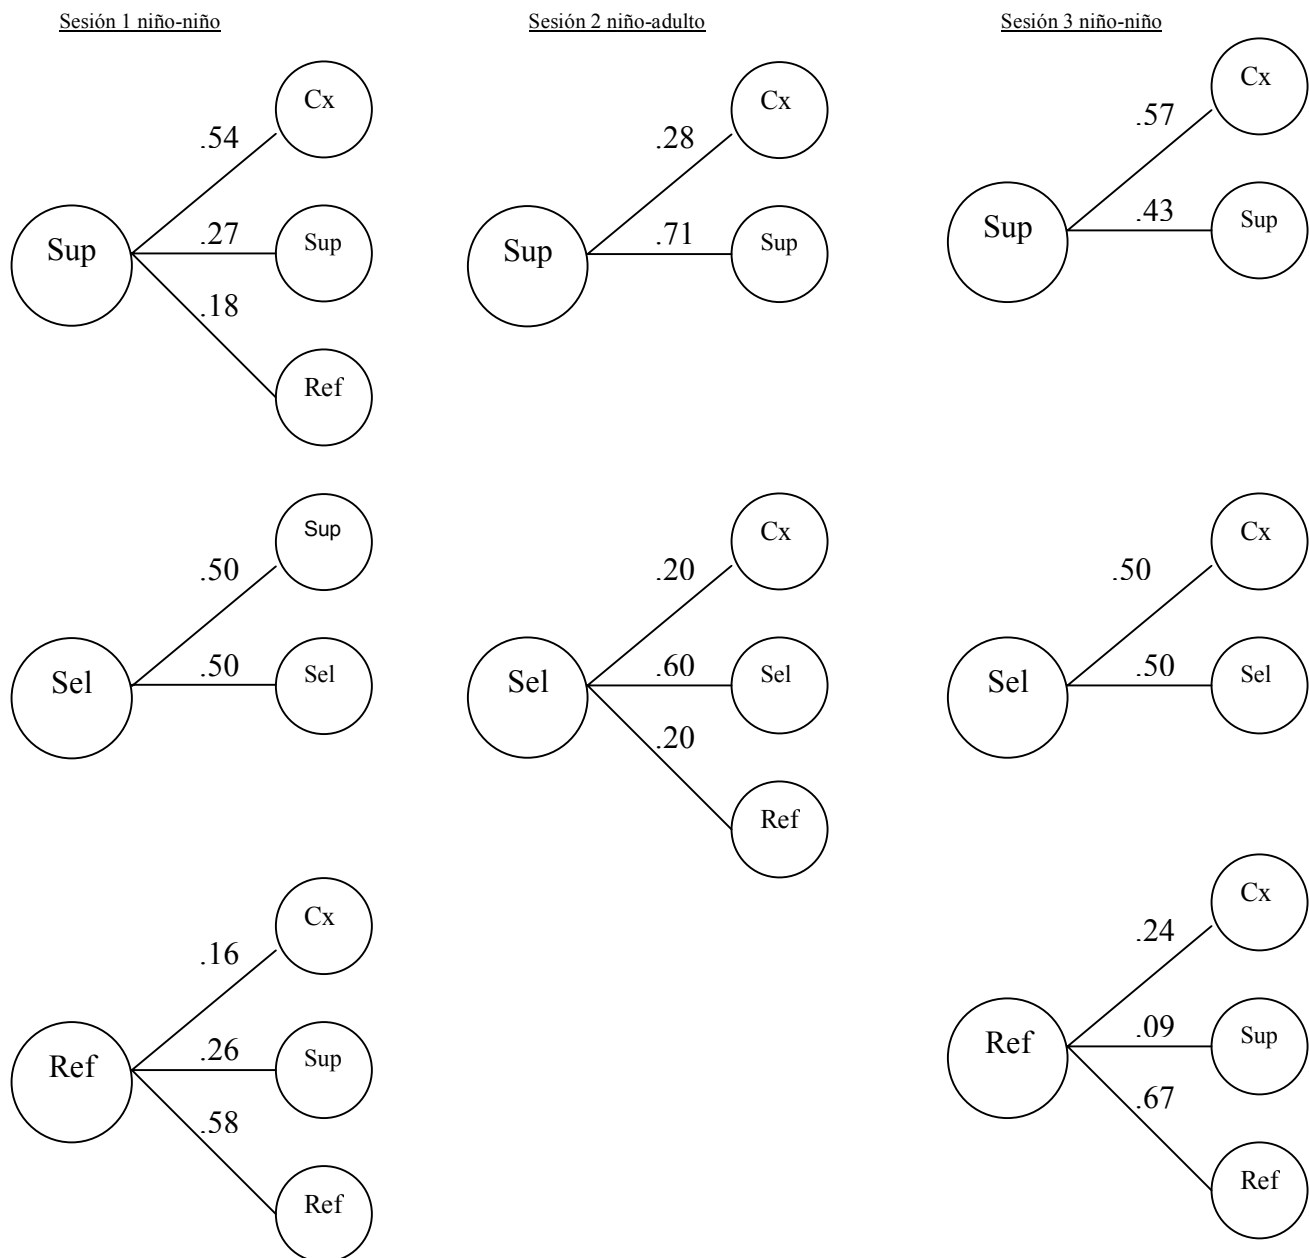 Sesión 1 niño-niño
Sesión 2 niño-adulto
Sesión 3 niño-niño
Sup
.54
Cx
.27
Sup
.18
Ref
Sup
.28
Cx
.71
Sup
Sup
.57
Cx
.43
Sup
Sel
.50
Sup
.50
Sel
Sel
.20
Cx
.60
Sel
.20
Ref
Sel
.50
Cx
.50
Sel
Ref
.16
Cx
.26
Sup
.58
Ref
Ref
.24
Cx
.09
Sup
.67
Ref